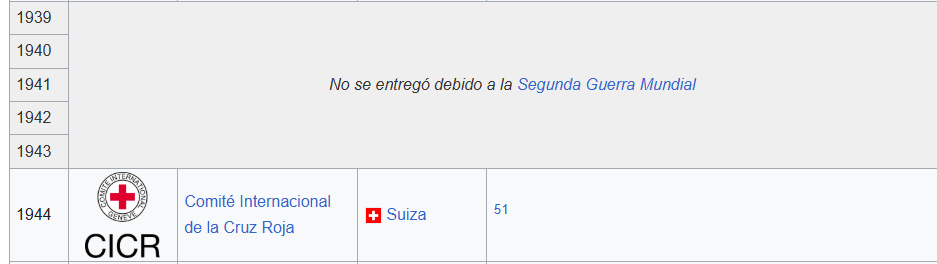 1939
1940
1941
No se entregó debido a la Segunda Guerra Mundial
1942
1943
1944
COMITÉ INTERNATIONAL GENEVE
CICR
Comité Internacional
de la Cruz Roja
Suiza
51